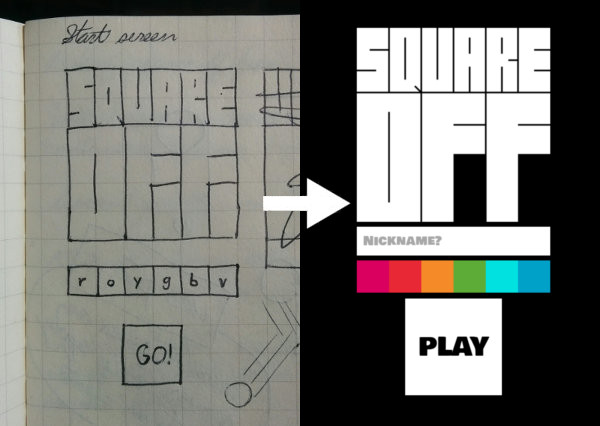 Start screen
SQUARE
OFF
r o y g b v
GO!
SQUARE
OFF
NICKNAME?
PLAY